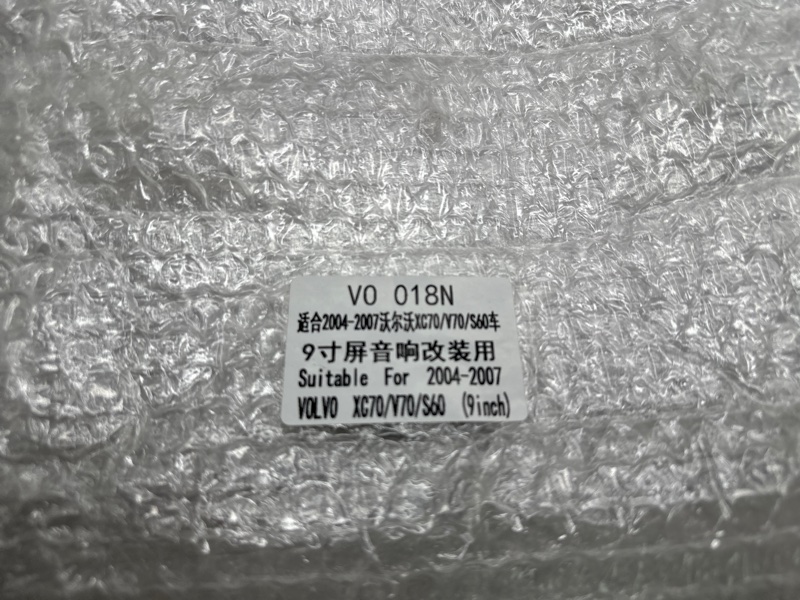 VO 018N
适合2004-2007沃尔沃XC70/V70/S60车
9寸屏音响改装用
Suitable For 2004-2007
VOLVO XC70/V70/S60 (9inch)